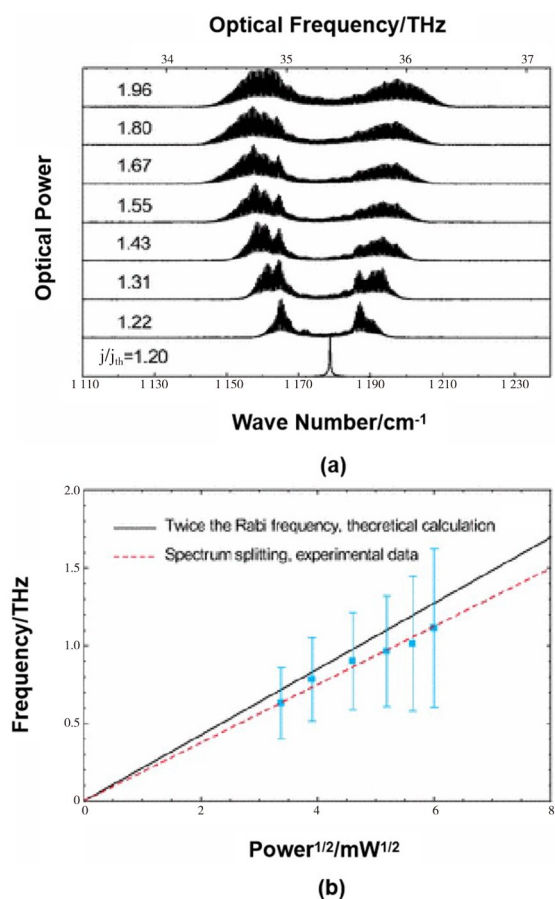 Optical Frequency/THz
34 35 36 37
Optical Power
1.96
1.80
1.67
1.55
1.43
1.31
1.22
j/jth=1.20
1 110 1 130 1 150 1 170 1 190 1 210 1 230
Wave Number/cm-1
(a)
Frequency/THz
2.0
1.5
1.0
0.5
0
Twice the Rabi frequency, theoretical calculation
Spectrum splitting, experimental data
0 2 4 6 8
Power1/2/mW1/2
(b)